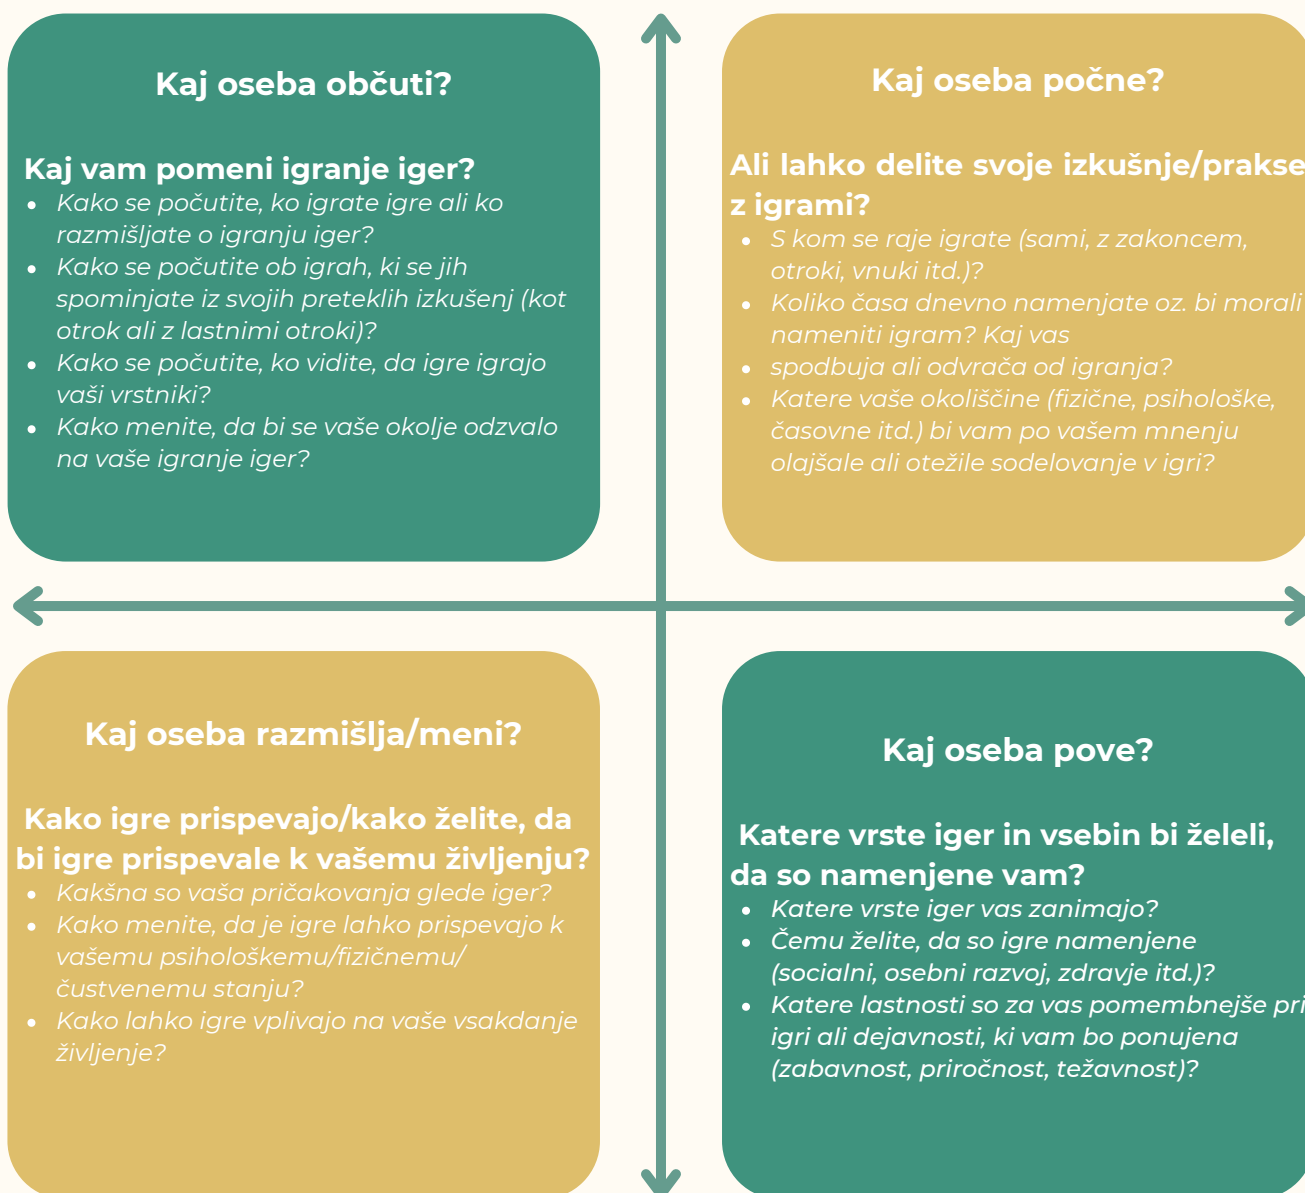 Kaj oseba občuti?
Kaj vam pomeni igranje iger?
• Kako se počutite, ko igrate igre ali ko
razmišljate o igranju iger?
• Kako se počutite ob igrah, ki se jih
spominjate iz svojih preteklih izkušenj (kot
otrok ali z lastnimi otroki)?
• Kako se počutite, ko vidite, da igre igrajo
vaši vrstniki?
• Kako menite, da bi se vaše okolje odzvalo
na vaše igranje iger?
Kaj oseba počne?
Ali lahko delite svoje izkušnje/prakse
z igrami?
• S kom se raje igrate (sami, z zakoncem,
otroki, vnuki itd.)?
• Koliko časa dnevno namenjate oz. bi morali
nameniti igram? Kaj vas
• spodbuja ali odvrača od igranja?
• Katere vaše okoliščine (fizične, psihološke,
časovne itd.) bi vam po vašem mnenju
olajšale ali otežile sodelovanje v igri?
Kaj oseba razmišlja/meni?
Kako igre prispevajo/kako želite, da
bi igre prispevale k vašemu življenju?
• Kakšna so vaša pričakovanja glede iger?
• Kako menite, da je igre lahko prispevajo k
vašemu psihološkemu/fizičnemu/
čustvenemu stanju?
• Kako lahko igre vplivajo na vaše vsakdanje
življenje?
Kaj oseba pove?
Katere vrste iger in vsebin bi želeli,
da so namenjene vam?
• Katere vrste iger vas zanimajo?
• Čemu želite, da so igre namenjene
(socialni, osebni razvoj, zdravje itd.)?
• Katere lastnosti so za vas pomembnejše pri
igri ali dejavnosti, ki vam bo ponujena
(zabavnost, priročnost, težavnost)?